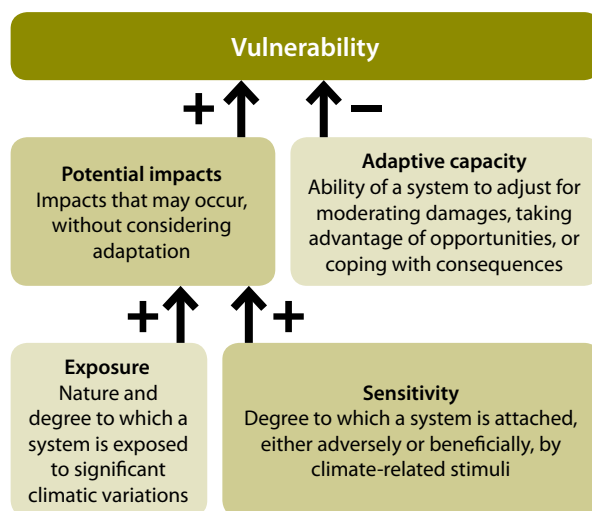 Vulnerability
+
−
Potential impacts
Impacts that may occur,
without considering
adaptation
Adaptive capacity
Ability of a system to adjust for
moderating damages, taking
advantage of opportunities, or
coping with consequences
+
+
Exposure
Nature and
degree to which a
system is exposed
to significant
climatic variations
Sensitivity
Degree to which a system is attached,
either adversely or beneficially, by
climate-related stimuli